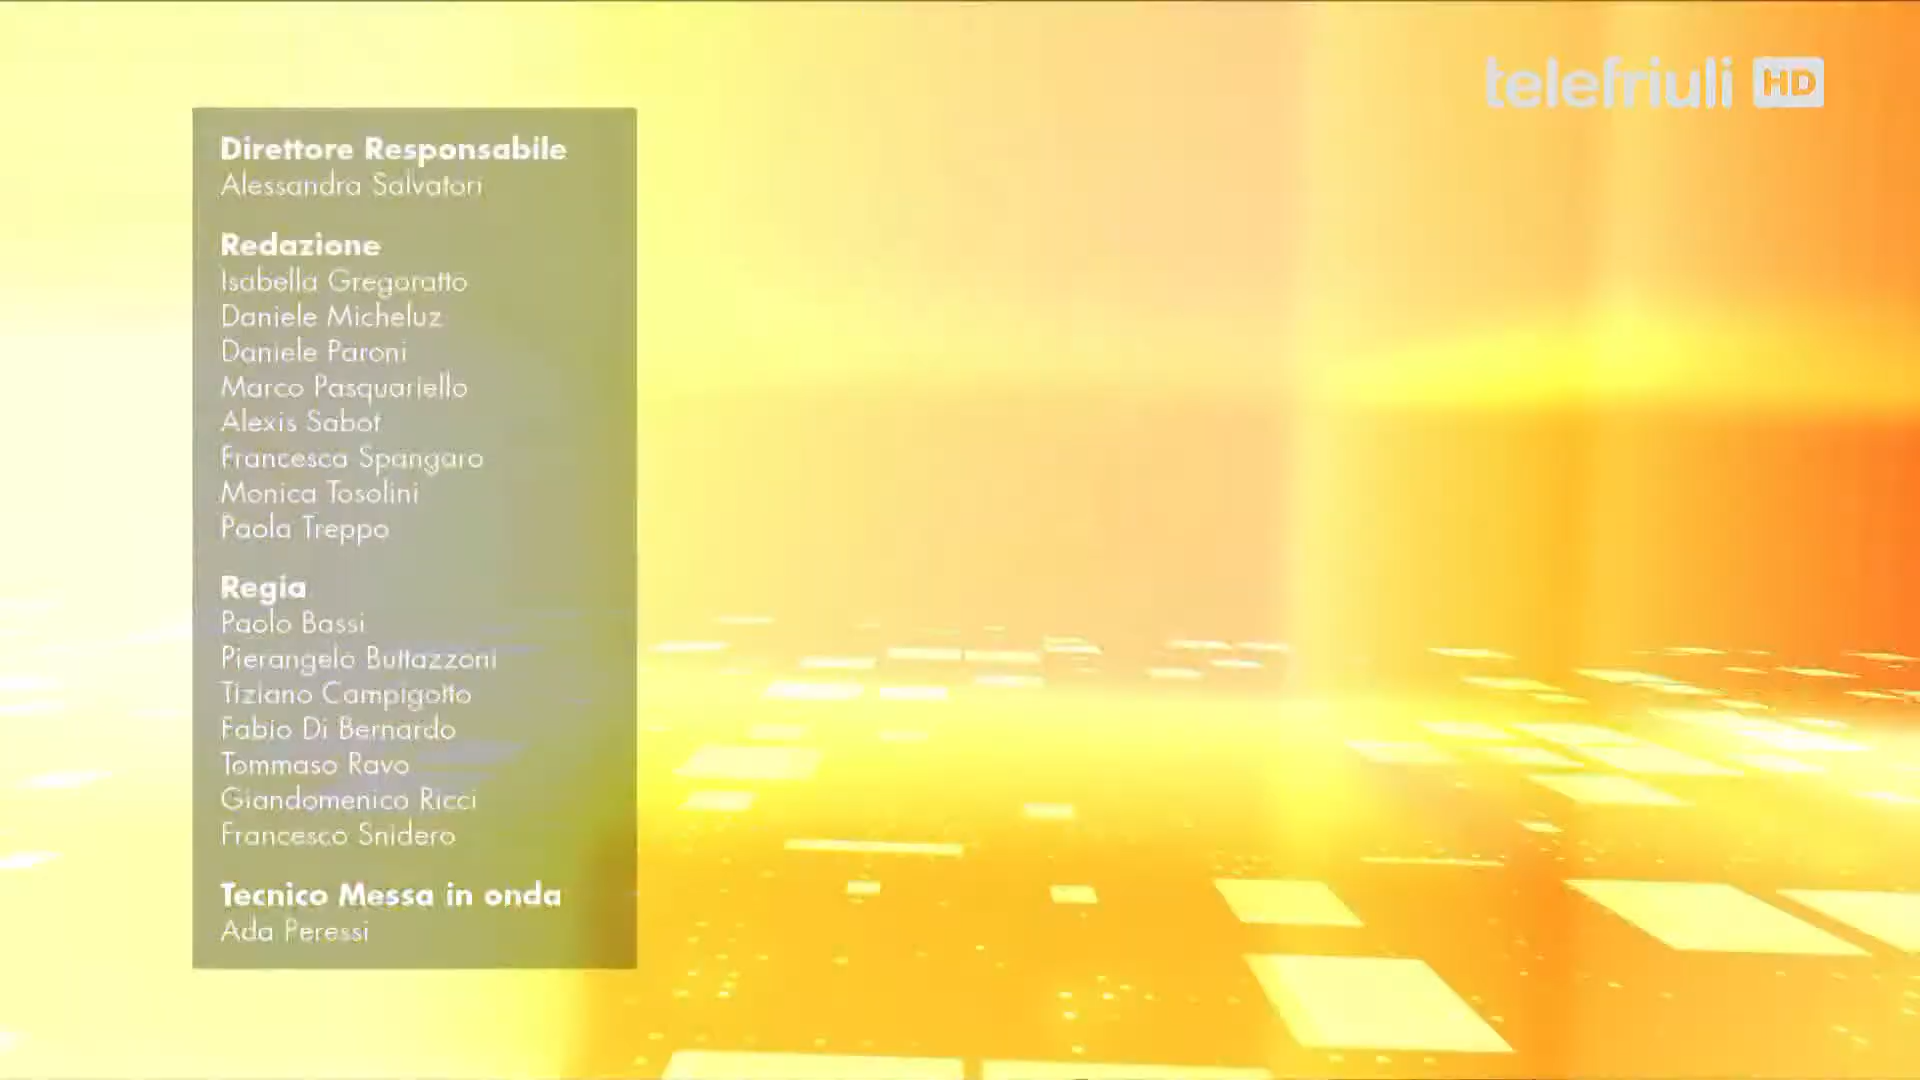 telefriuli HD
Direttore Responsabile
Alessandra Salvatori
Redazione
Isabella Gregoratto
Daniele Micheluz
Daniele Paroni
Marco Pasquariello
Alexis Sabot
Francesca Spangaro
Monica Tosolini
Paola Treppo
Regia
Paolo Bassi
Pierangelo Buttazzoni
Tiziano Campigotto
Fabio Di Bernardo
Tommaso Ravo
Giandomenico Ricci
Francesco Snidero
Tecnico Messa in onda
Ada Peressi